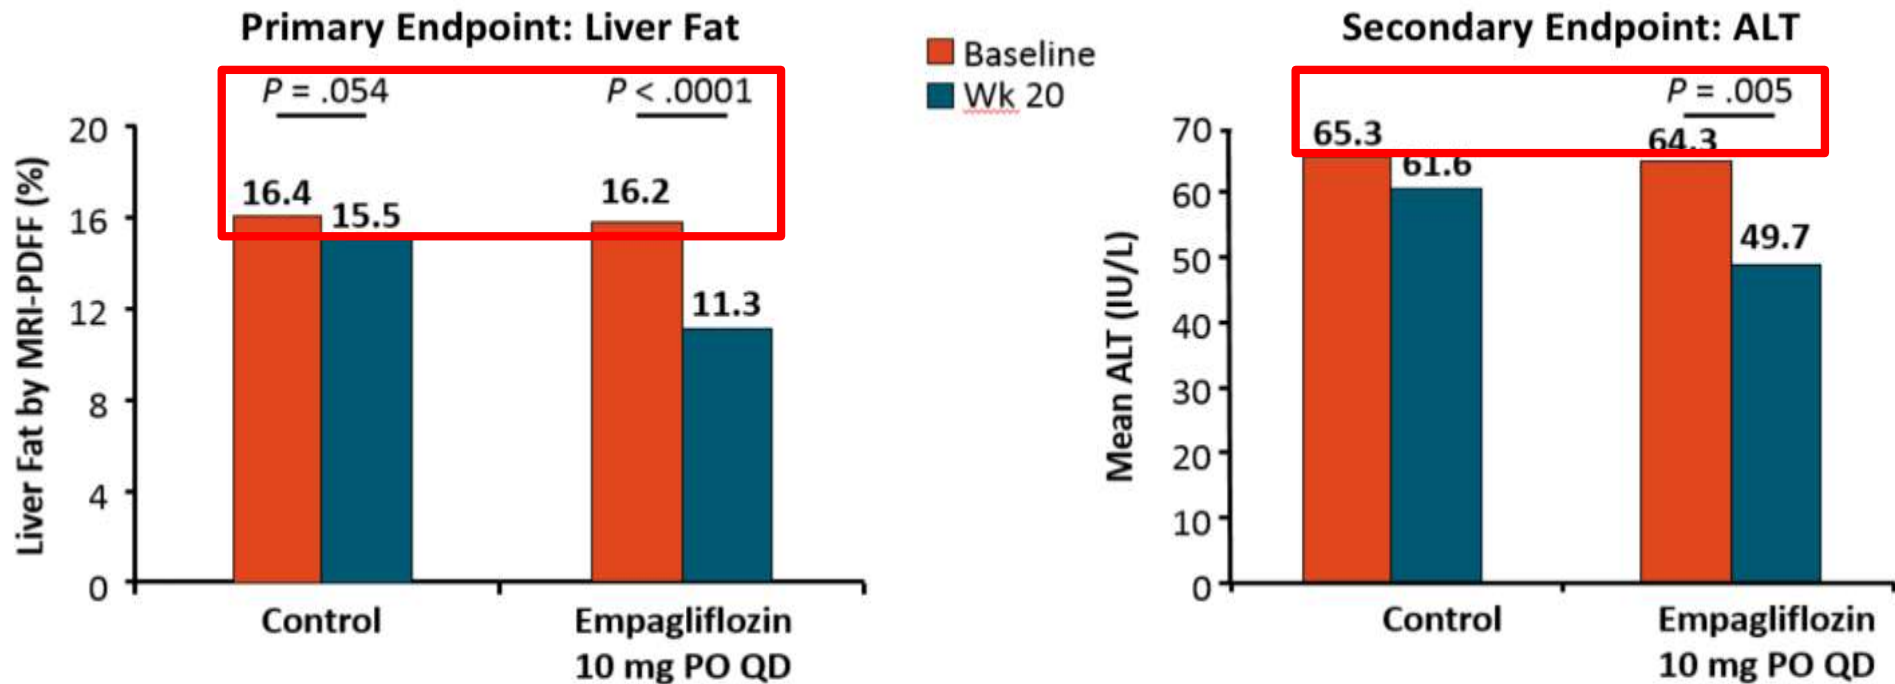 Primary Endpoint: Liver Fat
P = .054
P < .0001
Liver Fat by MRI-PDFF (%)
20
16
12
8
4
0
16.4
15.5
16.2
11.3
Control
Empagliflozin
10 mg PO QD
Baseline
Wk 20
Secondary Endpoint: ALT
P = .005
Mean ALT (IU/L)
70
60
50
40
30
20
10
0
65.3
61.6
64.3
49.7
Control
Empagliflozin
10 mg PO QD